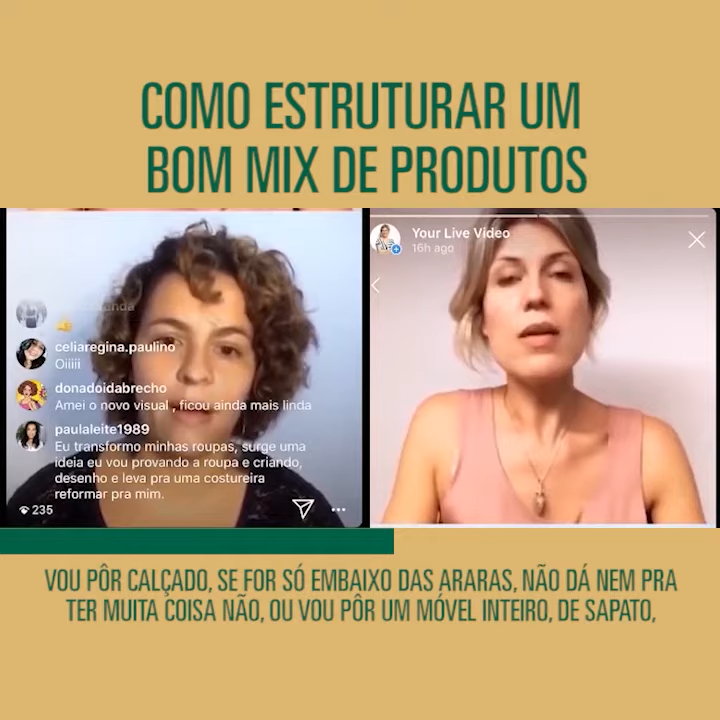 COMO ESTRUTURAR UM
BOM MIX DE PRODUTOS
celiaregina.paulino
Oiiiii
donadoidabrecho
Amei o novo visual , ficou ainda mais linda
paulaleite1989
Eu transformo minhas roupas, surge uma
ideia eu vou provando a roupa e criando,
desenho e leva pra uma costureira
reformar pra mim.
235
Your Live Video
16h ago
VOU PÔR CALÇADO, SE FOR SÓ EMBAIXO DAS ARARAS, NÃO DÁ NEM PRA
TER MUITA COISA NÃO, OU VOU PÔR UM MÓVEL INTEIRO, DE SAPATO,